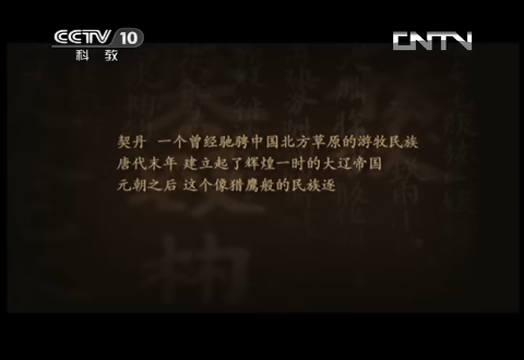 CCTV 10
科教
CNTV
契丹 一个曾经驰骋中国北方草原的游牧民族
唐代末年 建立起了辉煌一时的大辽帝国
元朝之后 这个像猎鹰般的民族逐